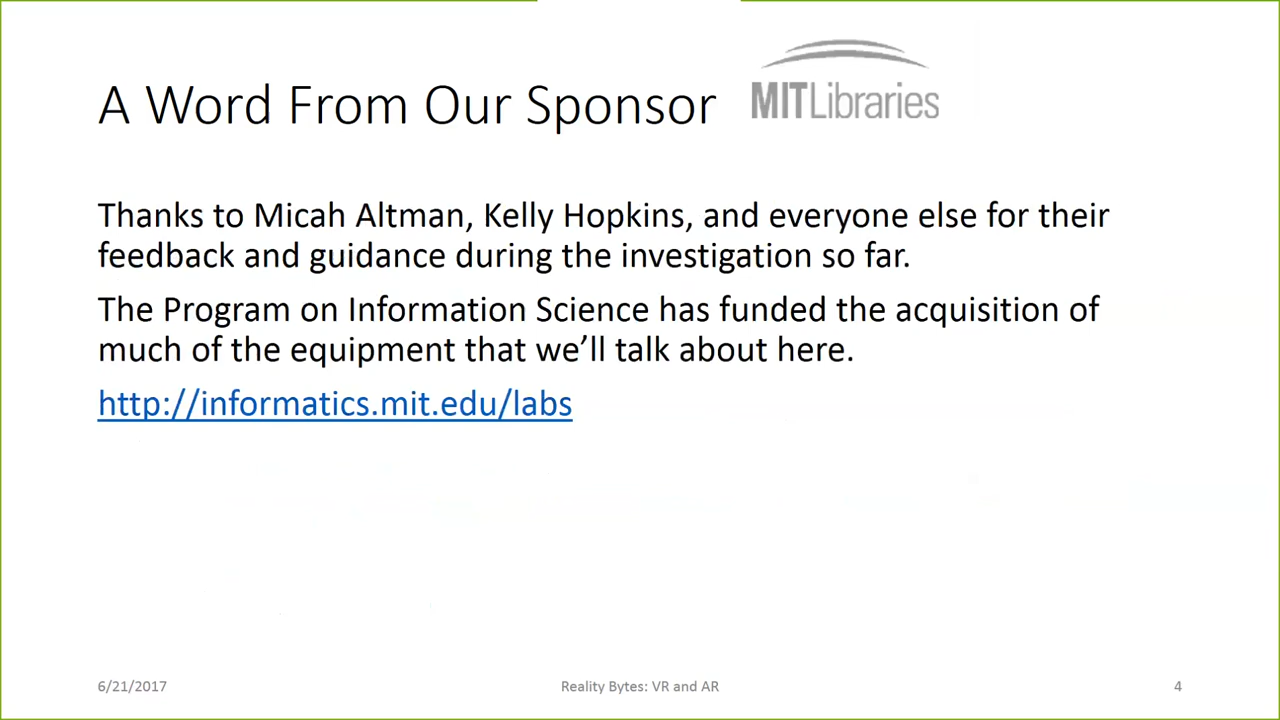 A Word From Our Sponsor
MITLibraries
Thanks to Micah Altman, Kelly Hopkins, and everyone else for their
feedback and guidance during the investigation so far.
The Program on Information Science has funded the acquisition of
much of the equipment that we’ll talk about here.
http://informatics.mit.edu/labs
6/21/2017
Reality Bytes: VR and AR
4